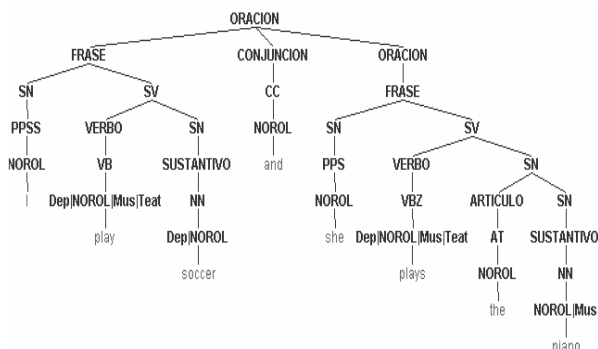 ORACION
FRASE CONJUNCION ORACION
SN SV CC FRASE
PPSS VERBO SN NOROL SN SV
NOROL VB SUSTANTIVO and PPS VERBO SN
I Dep|NOROL|Mus|Teat NN NOROL VBZ ARTICULO SN
play Dep|NOROL she Dep|NOROL|Mus|Teat AT SUSTANTIVO
soccer plays NOROL NN
the NOROL|Mus
piano